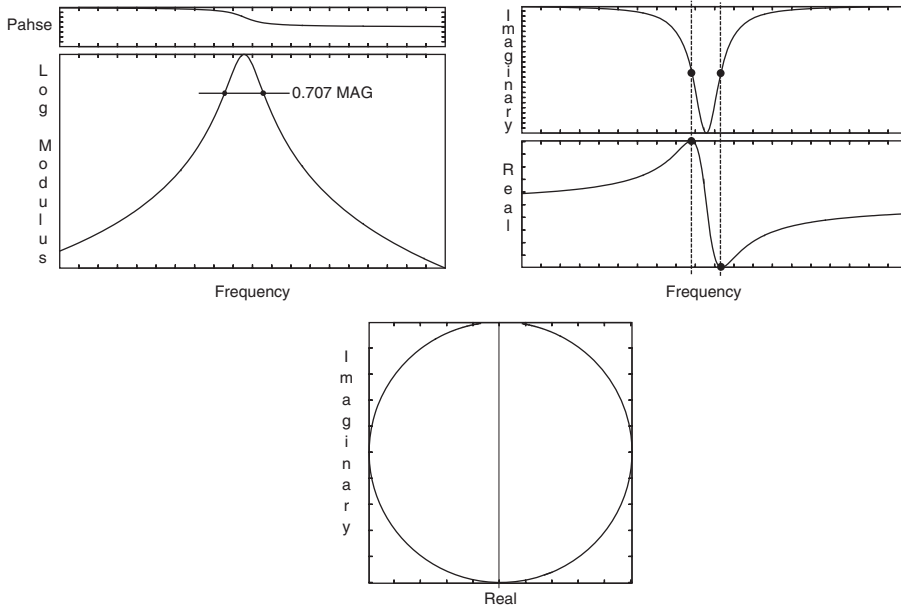 Pahse
Log Modulus
0.707 MAG
Frequency
Imaginary
Real
Frequency
Imaginary
Real